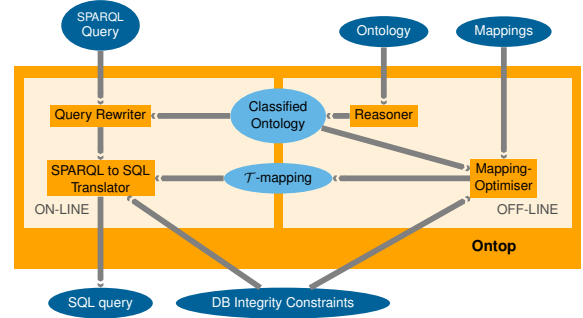 SPARQL
Query
Ontology
Mappings
Query Rewriter
Classified
Ontology
Reasoner
SPARQL to SQL
Translator
𝒯-mapping
Mapping-
Optimiser
ON-LINE
OFF-LINE
Ontop
SQL query
DB Integrity Constraints